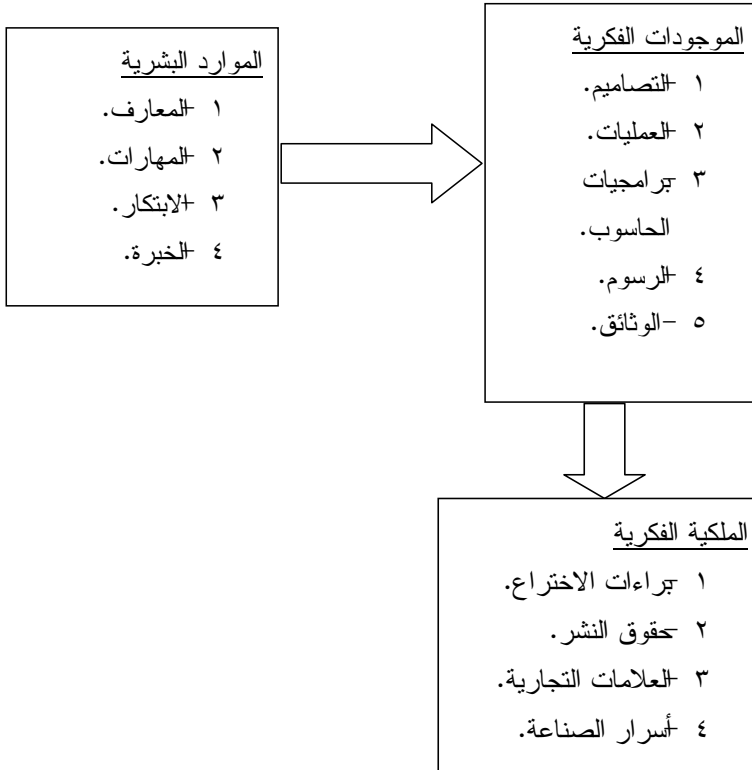 الموارد البشرية
١ -المعارف.
٢ -المهارات.
٣ -الابتكار.
٤ -الخبرة.
الموجودات الفكرية
١ -التصاميم.
٢ -العمليات.
٣ -برامجيات
الحاسوب.
٤ -الرسوم.
٥ -الوثائق.
الملكية الفكرية
١ -براءات الاختراع.
٢ -حقوق النشر.
٣ -العلامات التجارية.
٤ -أسرار الصناعة.